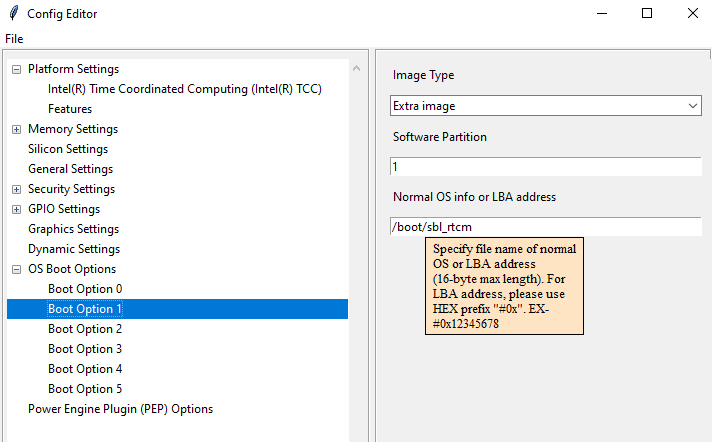 Config Editor
File
Platform Settings
Intel(R) Time Coordinated Computing (Intel(R) TCC)
Features
Memory Settings
Silicon Settings
General Settings
Security Settings
GPIO Settings
Graphics Settings
Dynamic Settings
OS Boot Options
Boot Option 0
Boot Option 1
Boot Option 2
Boot Option 3
Boot Option 4
Boot Option 5
Power Engine Plugin (PEP) Options
Image Type
Extra image
Software Partition
1
Normal OS info or LBA address
/boot/sbl_rtcm
Specify file name of normal
OS or LBA address
(16-byte max length). For
LBA address, please use
HEX prefix "#0x". EX-
#0x12345678